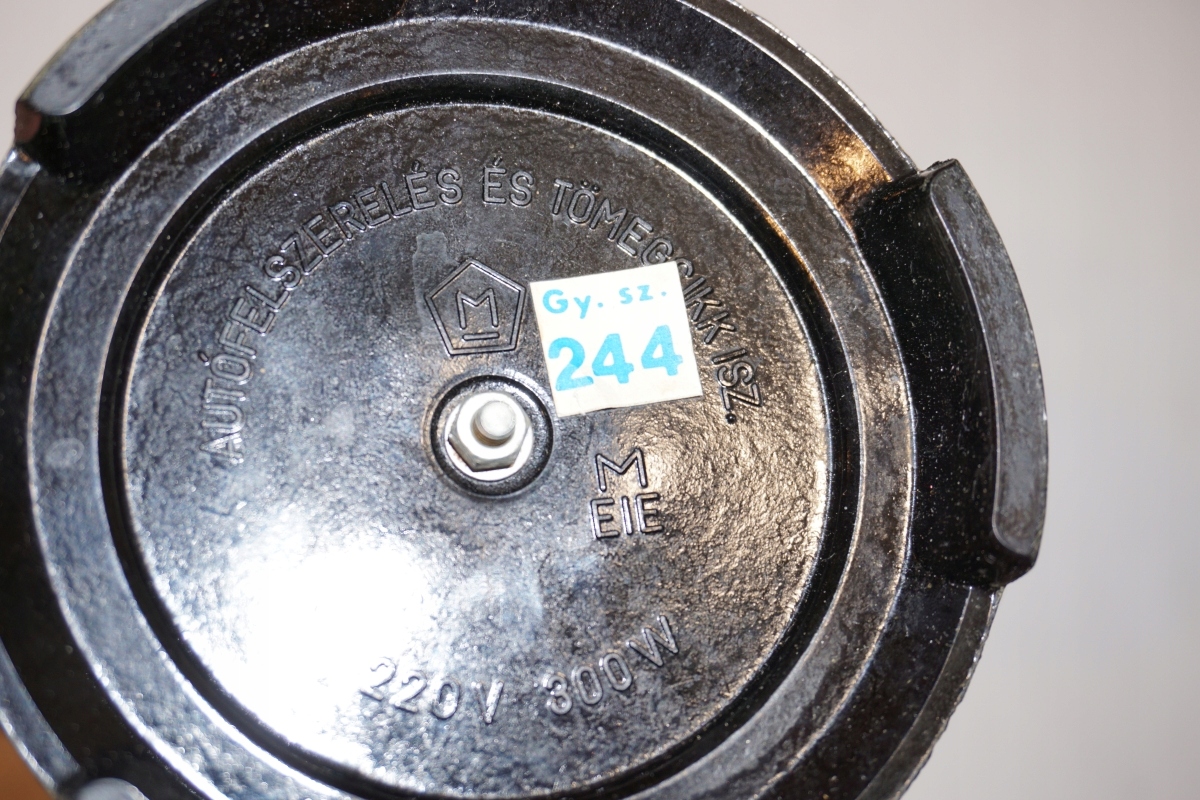 AUTÓFELSZERELÉS ÉS TÖMEGCIKK ISZ.
M
Gy. sz.
244
M
EIE
220V 300W